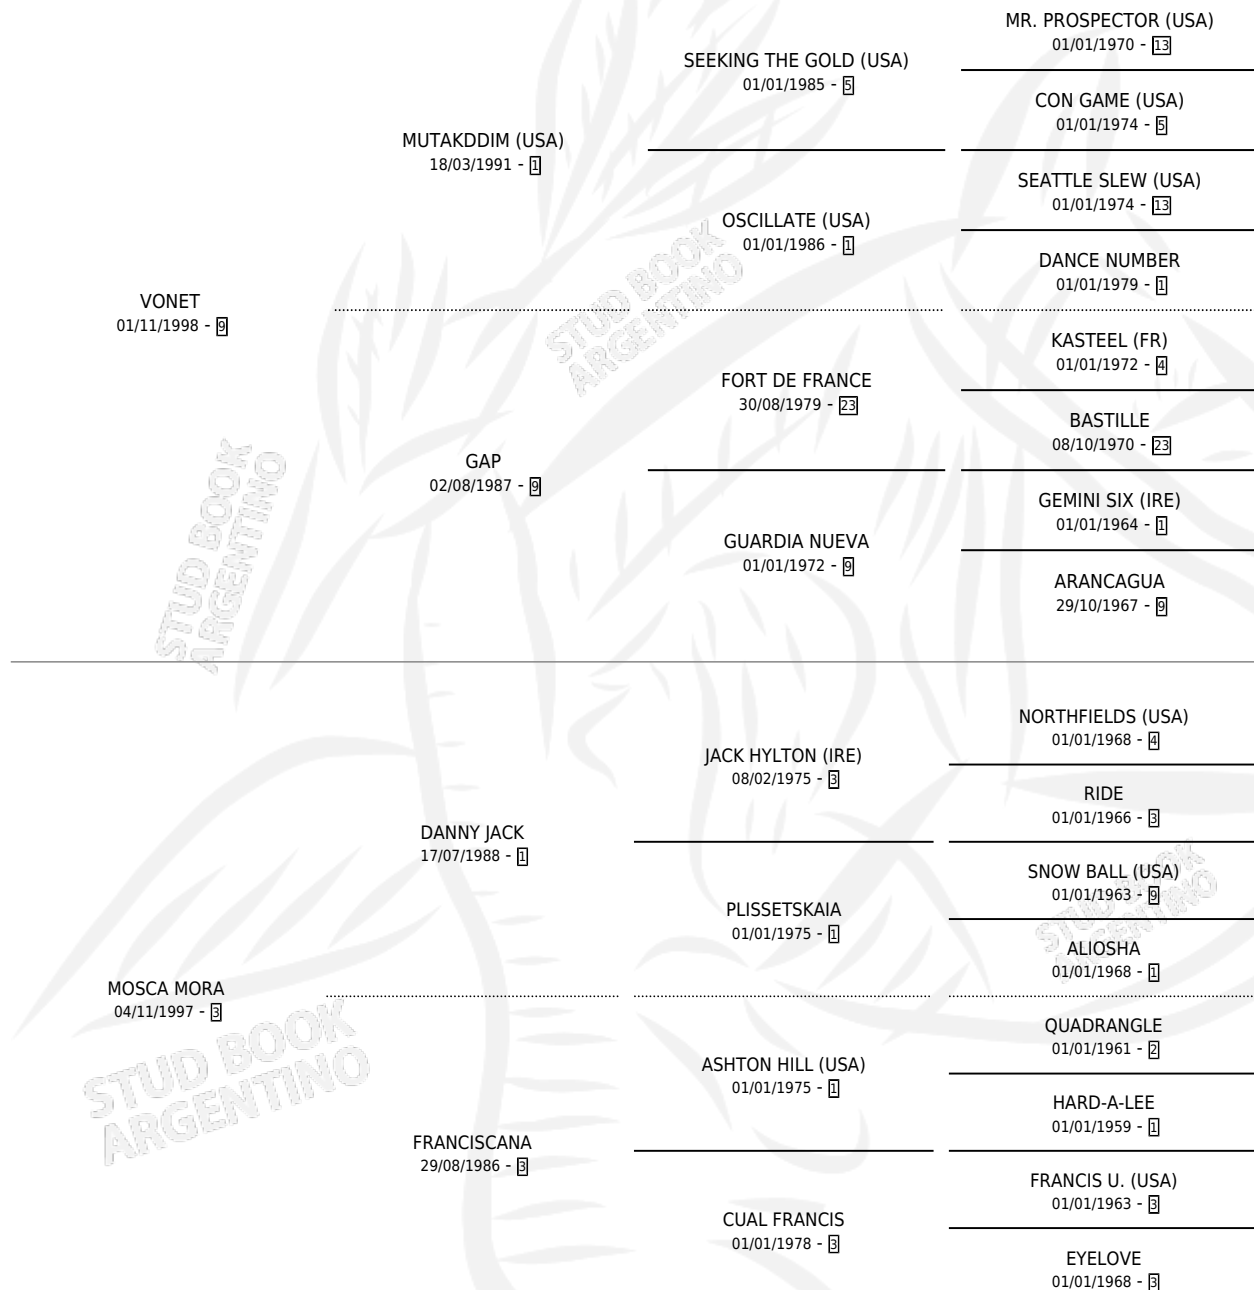 MR. PROSPECTOR (USA)
01/01/1970 - 13
SEEKING THE GOLD (USA)
01/01/1985 - 5
CON GAME (USA)
01/01/1974 - 5
MUTAKDDIM (USA)
18/03/1991 - 1
SEATTLE SLEW (USA)
01/01/1974 - 13
OSCILLATE (USA)
01/01/1986 - 1
DANCE NUMBER
01/01/1979 - 1
VONET
01/11/1998 - 9
KASTEEL (FR)
01/01/1972 - 4
FORT DE FRANCE
30/08/1979 - 23
BASTILLE
08/10/1970 - 23
GAP
02/08/1987 - 9
GEMINI SIX (IRE)
01/01/1964 - 1
GUARDIA NUEVA
01/01/1972 - 9
ARANCAGUA
29/10/1967 - 9
NORTHFIELDS (USA)
01/01/1968 - 4
JACK HYLTON (IRE)
08/02/1975 - 3
RIDE
01/01/1966 - 3
DANNY JACK
17/07/1988 - 1
SNOW BALL (USA)
01/01/1963 - 9
PLISSETSKAIA
01/01/1975 - 1
ALIOSHA
01/01/1968 - 1
MOSCA MORA
04/11/1997 - 3
QUADRANGLE
01/01/1961 - 2
ASHTON HILL (USA)
01/01/1975 - 1
HARD-A-LEE
01/01/1959 - 1
FRANCISCANA
29/08/1986 - 3
FRANCIS U. (USA)
01/01/1963 - 3
CUAL FRANCIS
01/01/1978 - 3
EYELOVE
01/01/1968 - 3
STUD BOOK
ARGENTINO
STUD BOOK
ARGENTINO
STUD BOOK
ARGENTINO
STUD BOOK
ARGENTINO